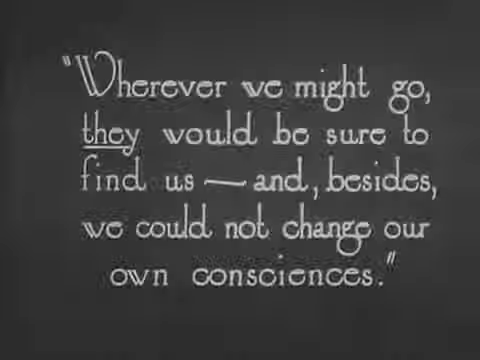 "Wherever we might go,
they would be sure to
find us — and, besides,
we could not change our
own consciences."